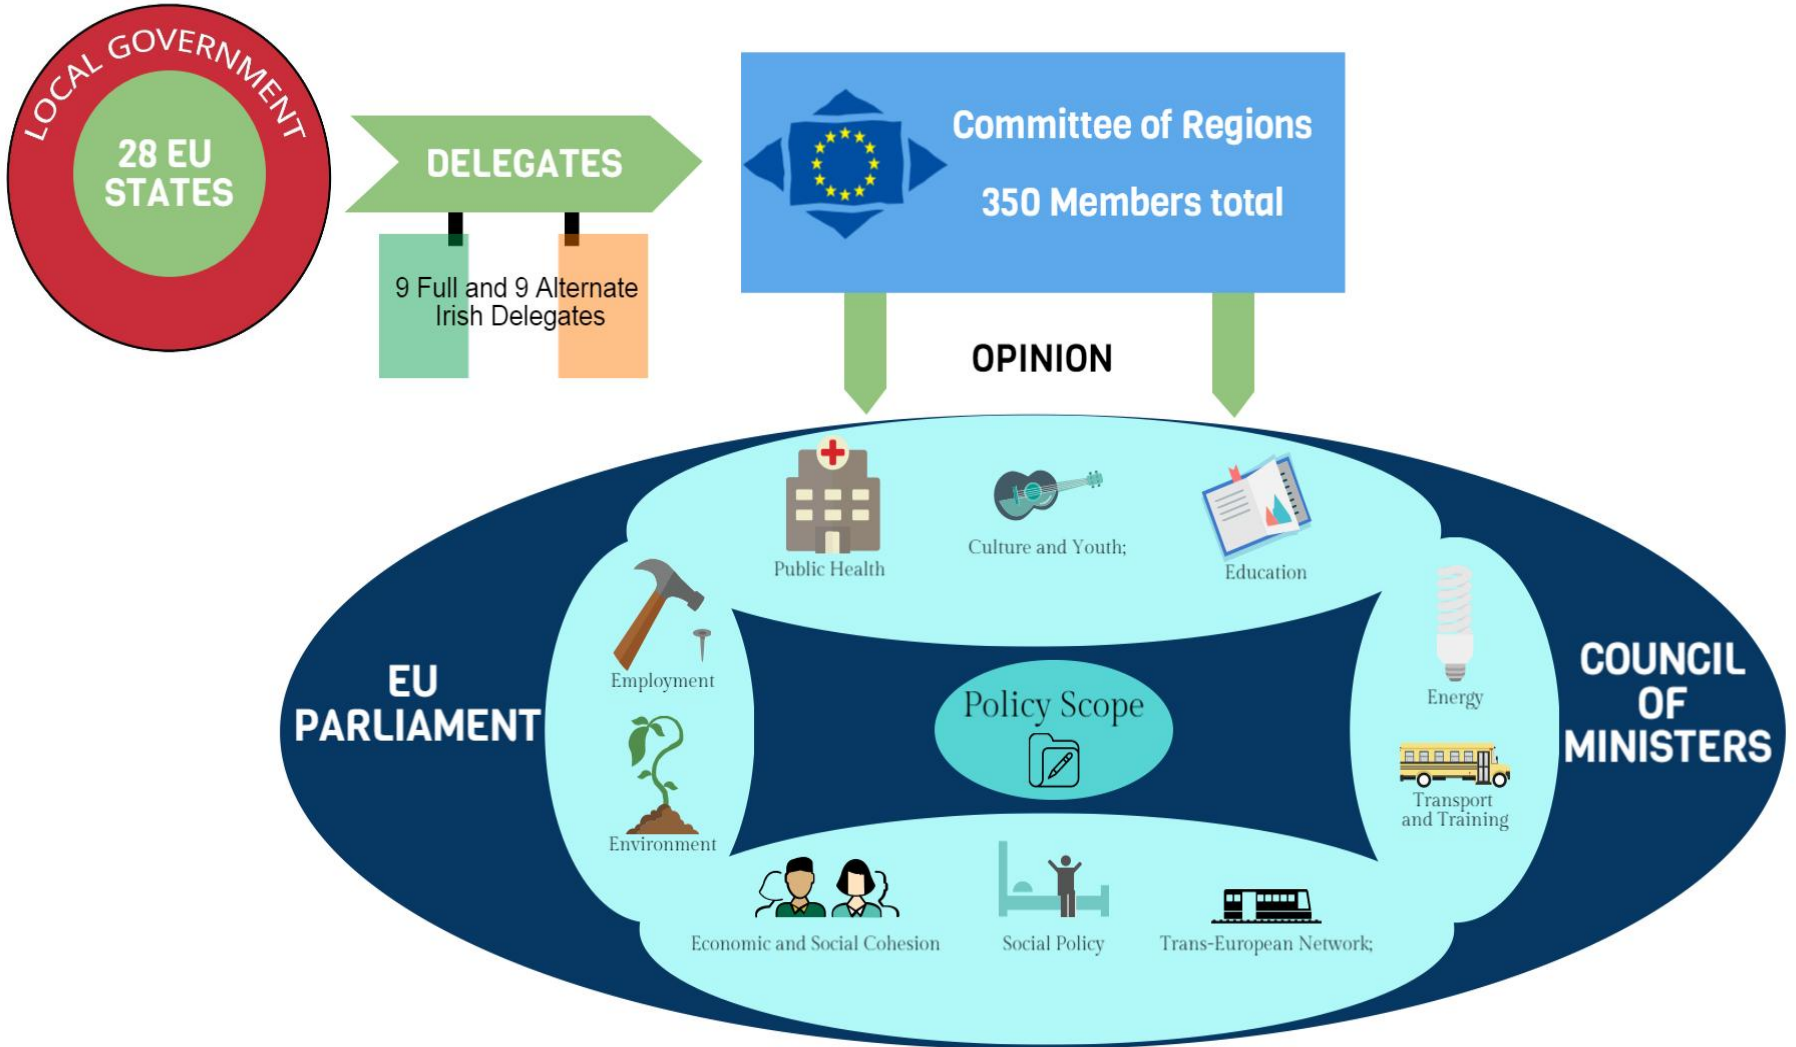 LOCAL GOVERNMENT
28 EU
STATES
DELEGATES
9 Full and 9 Alternate
Irish Delegates
Committee of Regions
350 Members total
OPINION
Public Health
Culture and Youth;
Education
Employment
Environment
EU
PARLIAMENT
Policy Scope
Energy
Transport
and Training
COUNCIL
OF
MINISTERS
Economic and Social Cohesion
Social Policy
Trans-European Network;